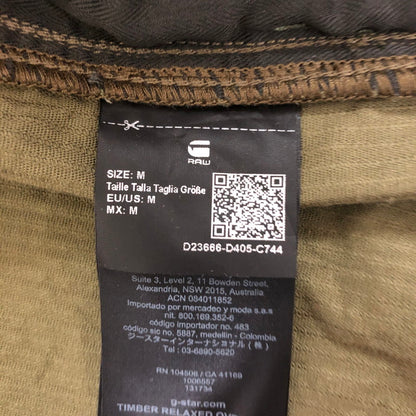 RAW
SIZE: M
Taille Talla Taglia Größe
EU/US: M
MX: M
D23666-D405-C744
Suite 3, Level 2, 11 Bowden Street,
Alexandria, NSW 2015, Australia
ACN 084011652
Importado por mercadeo y moda s.a.s
nit. 800.169.352-6
código importador no. 483
código sic no. 5887, medellin - Colombia
ジースターインターナショナル (株)
Tel: 03-6890-5620
RN 104506 / CA 41169
1006557
131734
g-star.com
TIMBER RELAXED